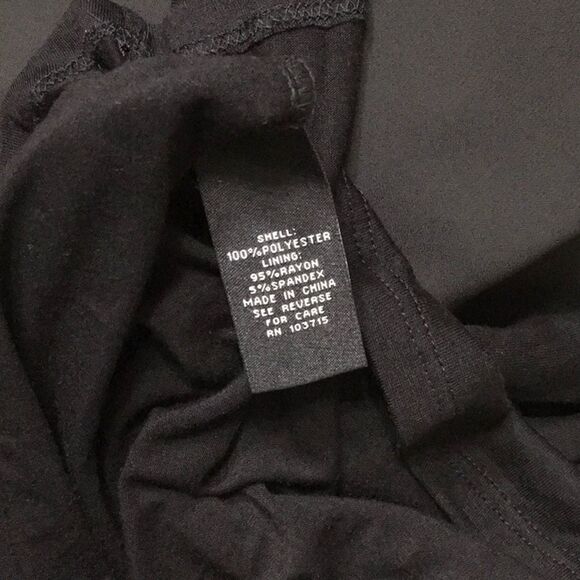 SHELL:
100%POLYESTER
LINING:
95%RAYON
5%SPANDEX
MADE IN CHINA
SEE REVERSE
FOR CARE
RN 103715